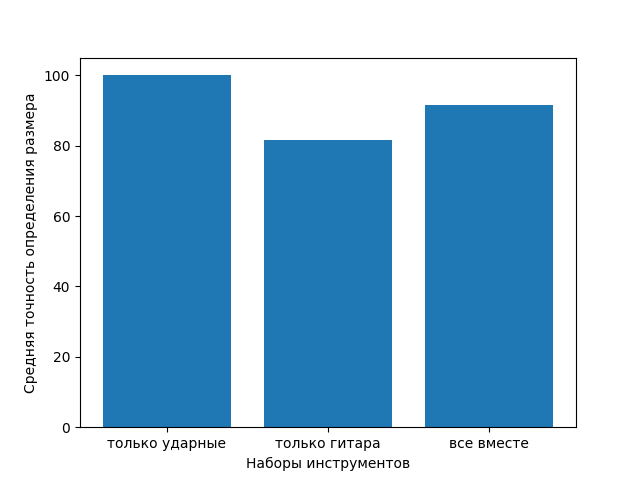 Средняя точность определения размера
100
80
60
40
20
0
только ударные
только гитара
все вместе
Наборы инструментов